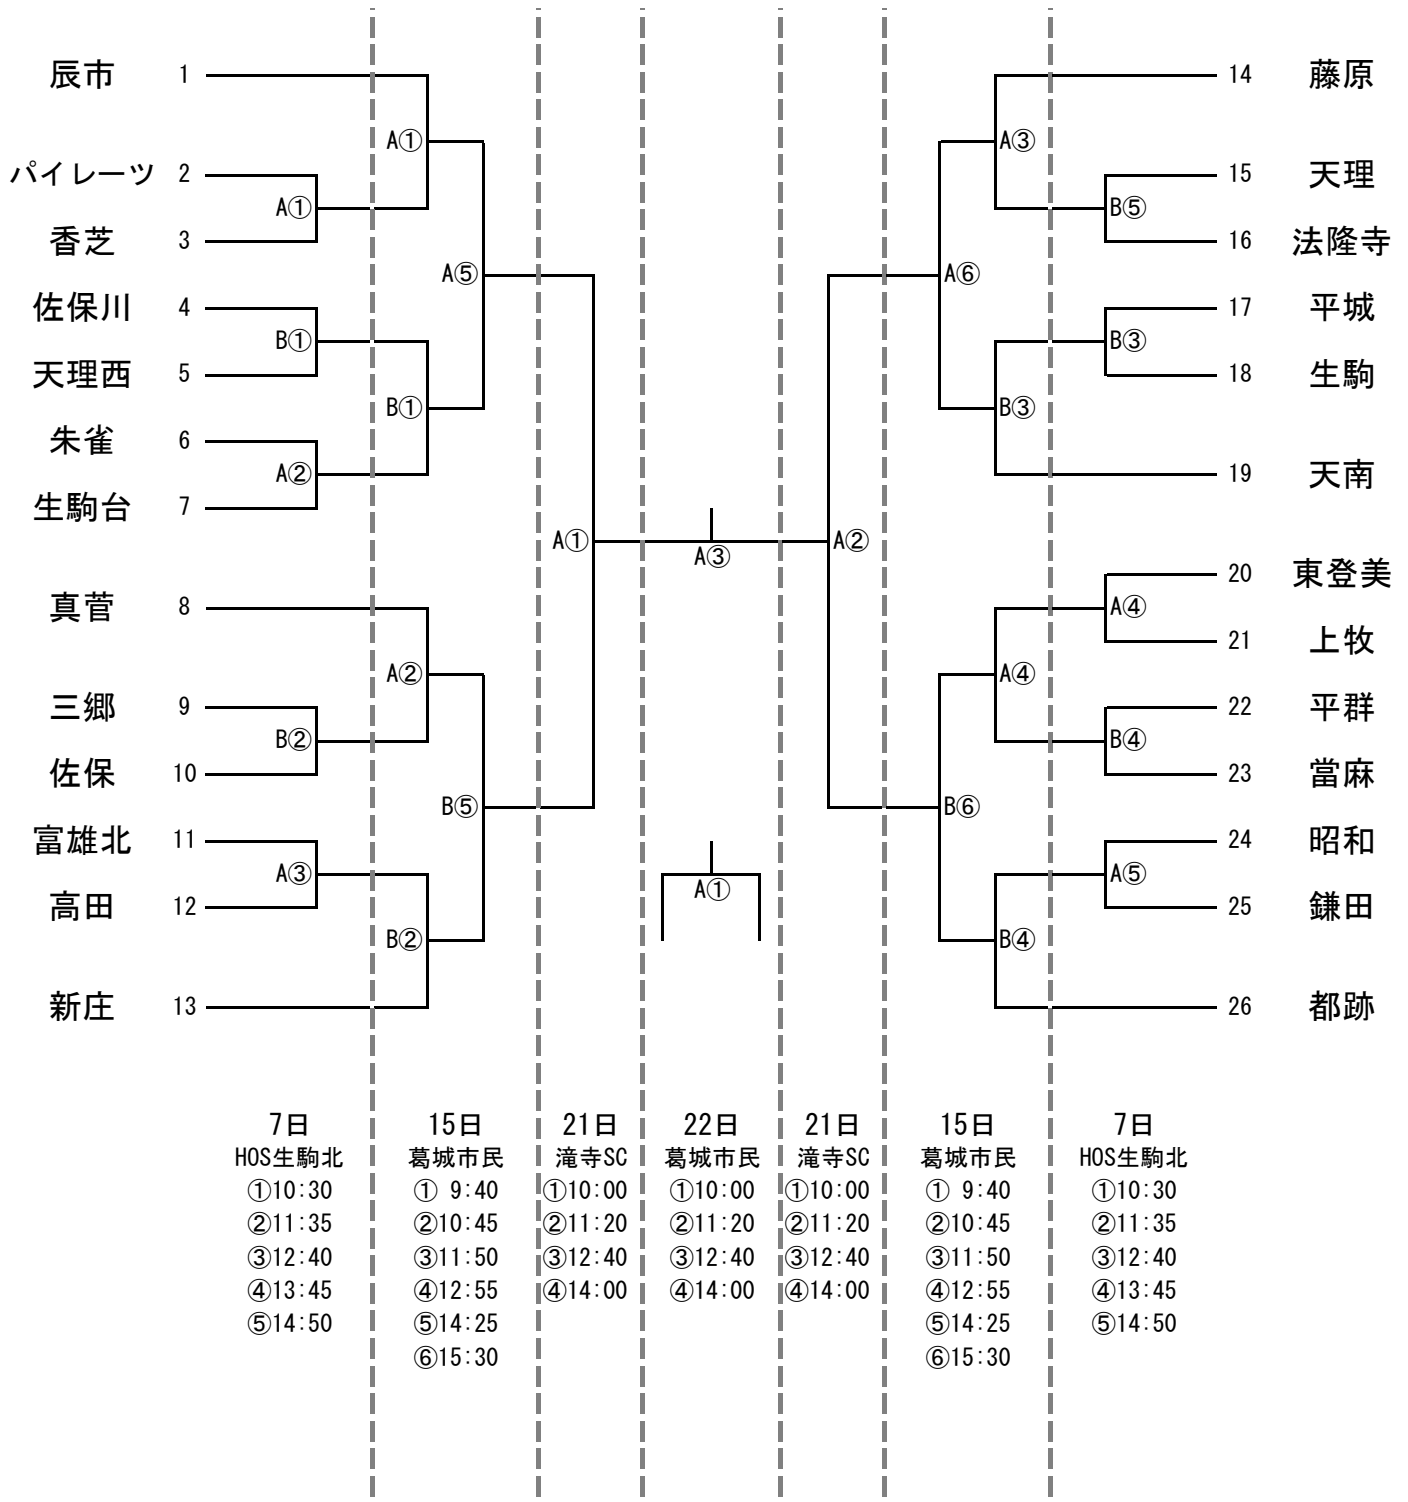 辰市 1
A①
パイレーツ 2
A①
香芝 3
A⑤
佐保川 4
B①
天理西 5
B①
朱雀 6
A②
生駒台 7
A①
真菅 8
A②
三郷 9
B②
佐保 10
B⑤
富雄北 11
A③
高田 12
B②
新庄 13
A③
A①
14 藤原
A③
15 天理
B⑤
16 法隆寺
A⑥
17 平城
B③
18 生駒
B③
19 天南
A②
20 東登美
A④
21 上牧
A④
22 平群
B④
23 當麻
B⑥
24 昭和
A⑤
25 鎌田
B④
26 都跡
7日
HOS生駒北
①10:30
②11:35
③12:40
④13:45
⑤14:50
15日
葛城市民
① 9:40
②10:45
③11:50
④12:55
⑤14:25
⑥15:30
21日
滝寺SC
①10:00
②11:20
③12:40
④14:00
22日
葛城市民
①10:00
②11:20
③12:40
④14:00
21日
滝寺SC
①10:00
②11:20
③12:40
④14:00
15日
葛城市民
① 9:40
②10:45
③11:50
④12:55
⑤14:25
⑥15:30
7日
HOS生駒北
①10:30
②11:35
③12:40
④13:45
⑤14:50